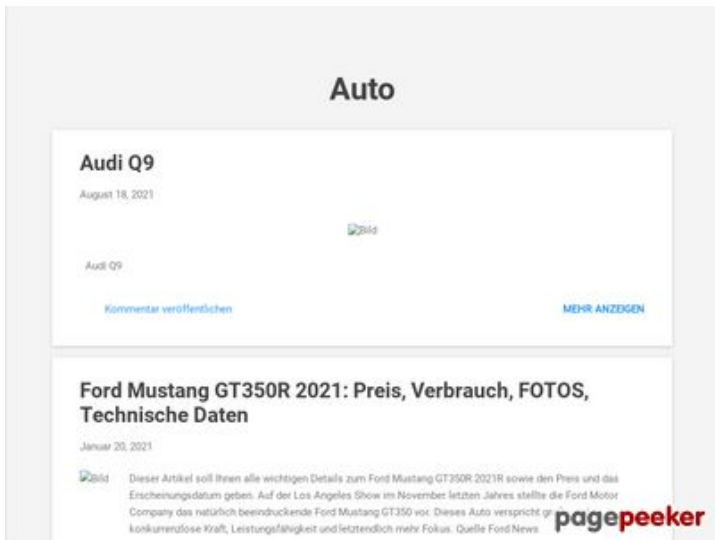 Auto
Audi Q9
August 18, 2021
Bild
Audi Q9
Kommentar veröffentlichen
MEHR ANZEIGEN
Ford Mustang GT350R 2021: Preis, Verbrauch, FOTOS,
Technische Daten
Januar 20, 2021
Bild
Dieser Artikel soll Ihnen alle wichtigen Details zum Ford Mustang GT350R 2021R sowie den Preis und das
Erscheinungsdatum geben. Auf der Los Angeles Show im November letzten Jahres stellte die Ford Motor
Company das natürlich beeindruckende Ford Mustang GT350 vor. Dieses Auto verspricht
konkurrenzlose Kraft, Leistungsfähigkeit und letztendlich mehr Fokus. Quelle Ford News
pagepeeker